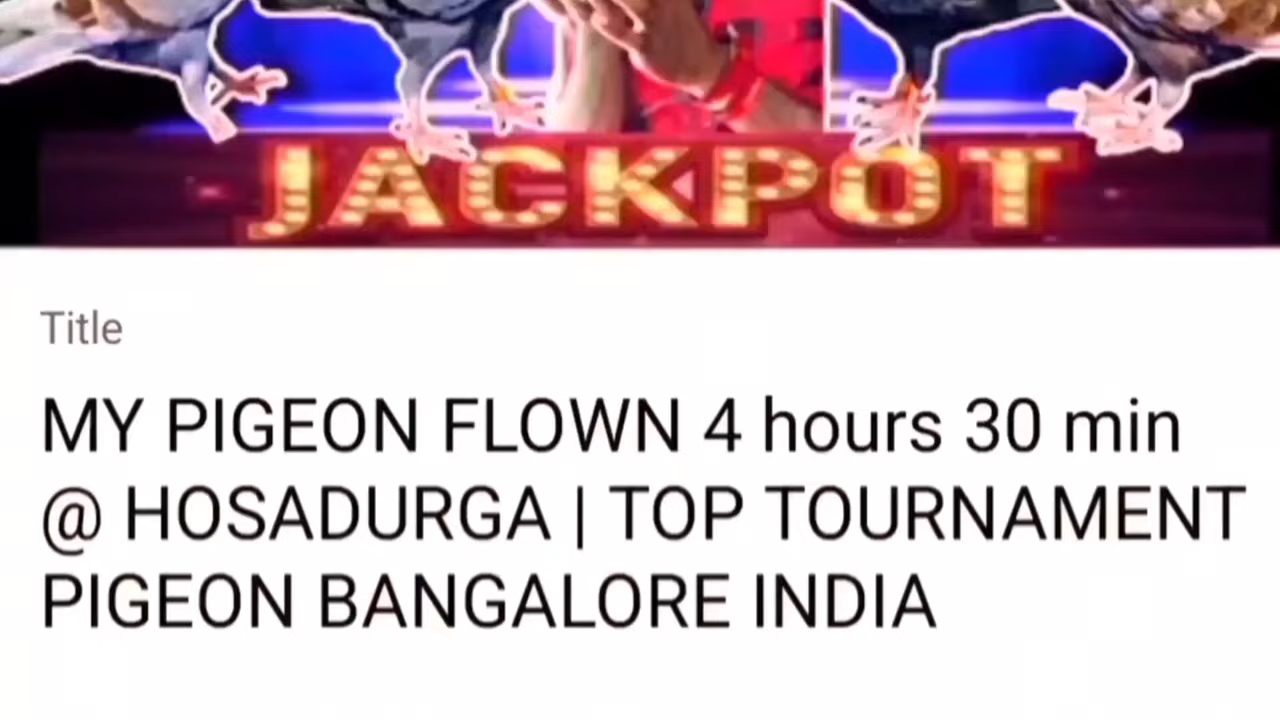 JACKPOT
Title
MY PIGEON FLOWN 4 hours 30 min
@ HOSADURGA | TOP TOURNAMENT
PIGEON BANGALORE INDIA